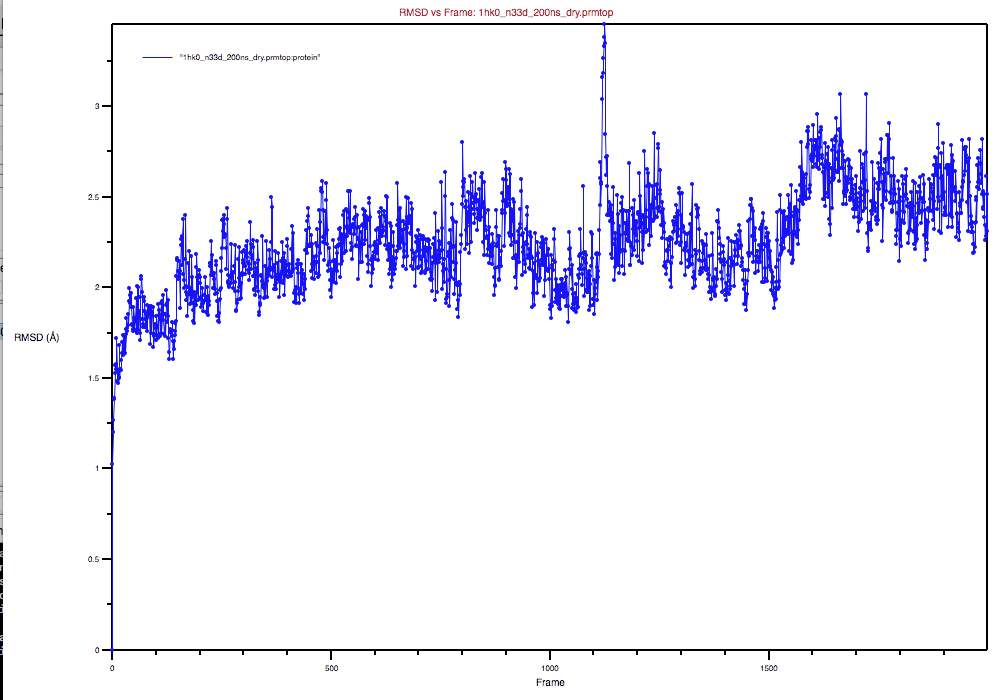 RMSD vs Frame: 1hk0_n33d_200ns_dry.prmtop
"1hk0_n33d_200ns_dry.prmtop:protein"
3
2.5
2
RMSD (Å)
1.5
1
0.5
0
0
500
1000
1500
Frame